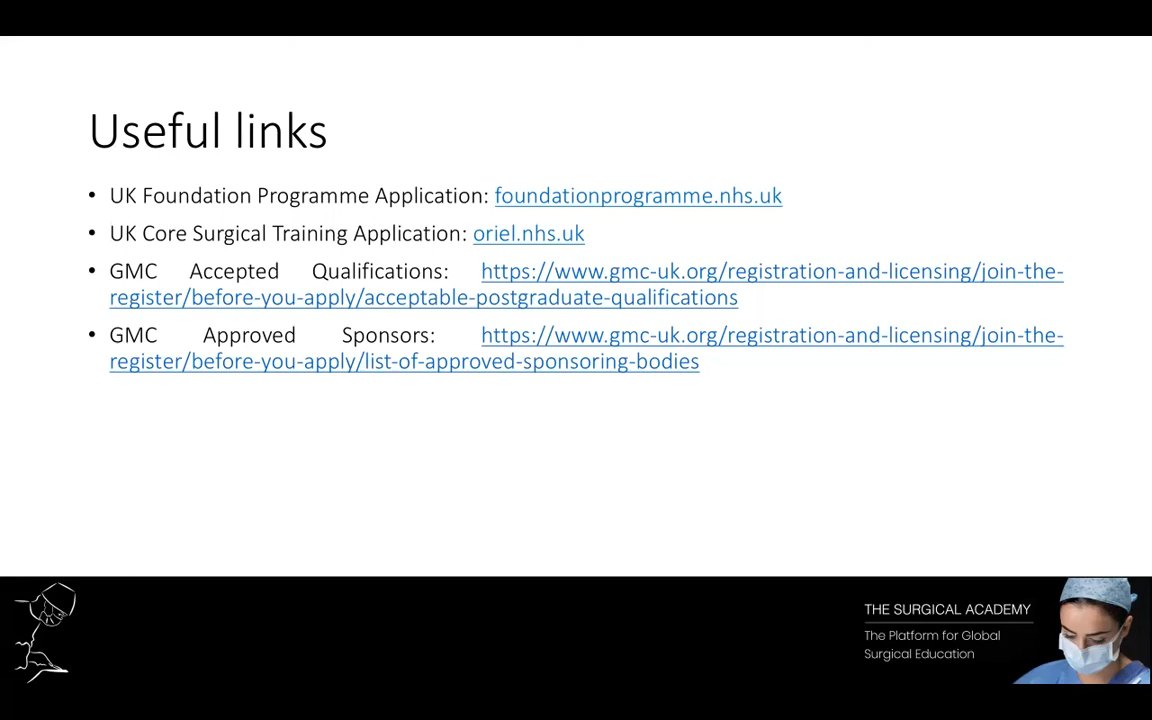 Useful links
• UK Foundation Programme Application: foundationprogramme.nhs.uk
• UK Core Surgical Training Application: oriel.nhs.uk
• GMC Accepted Qualifications: https://www.gmc-uk.org/registration-and-licensing/join-the-
register/before-you-apply/acceptable-postgraduate-qualifications
• GMC Approved Sponsors: https://www.gmc-uk.org/registration-and-licensing/join-the-
register/before-you-apply/list-of-approved-sponsoring-bodies
THE SURGICAL ACADEMY
The Platform for Global
Surgical Education